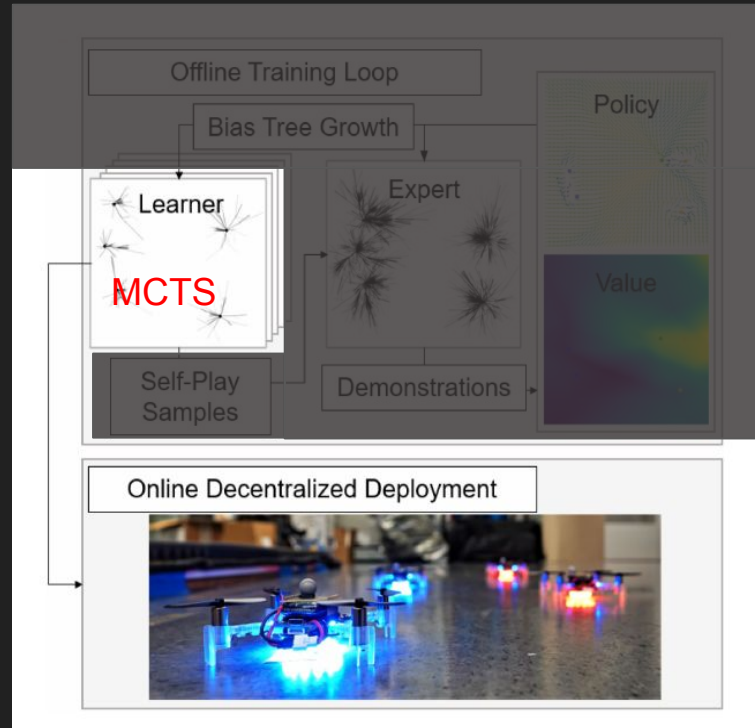 Offline Training Loop
Bias Tree Growth
Policy
Learner
Expert
MCTS
Value
Self-Play
Samples
Demonstrations
Online Decentralized Deployment